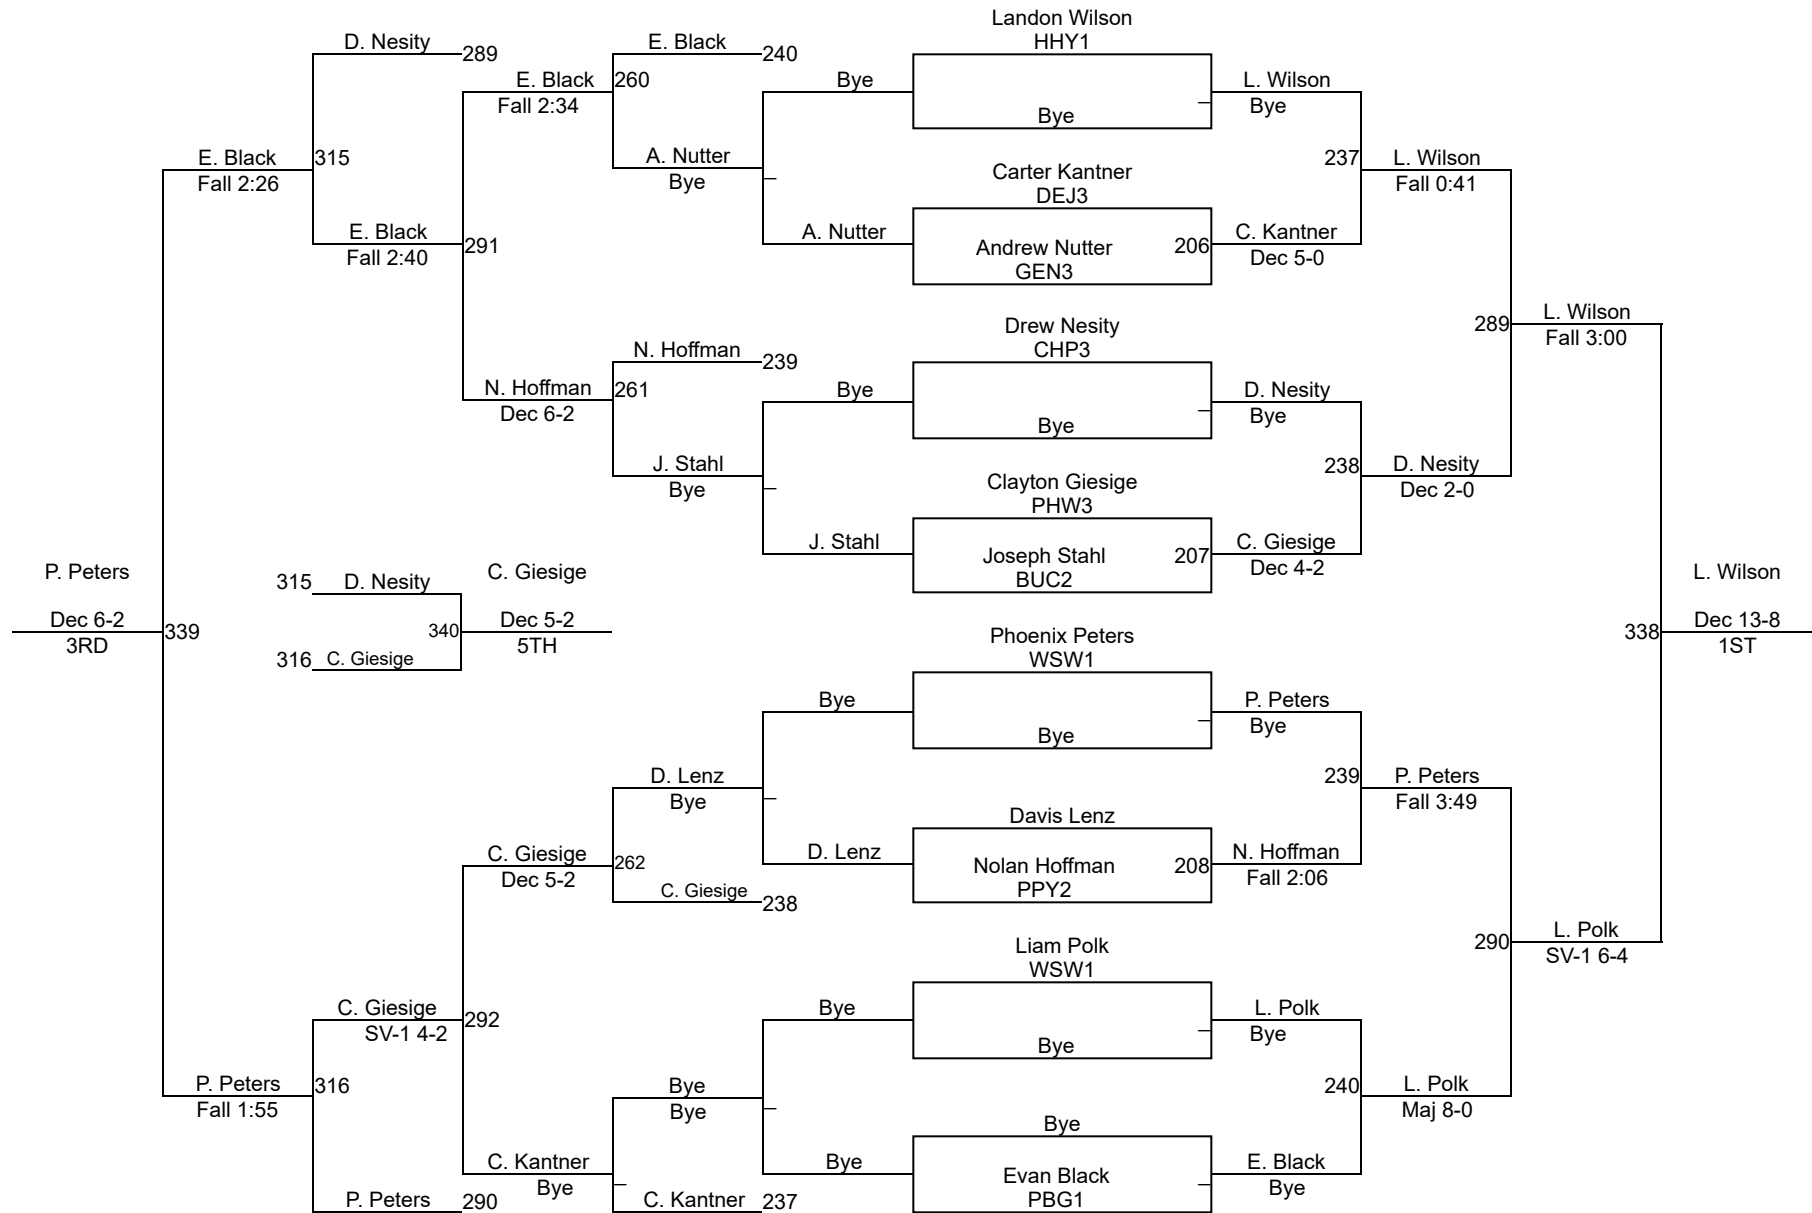 Landon Wilson
HHY1
D. Nesity
289
E. Black
240
E. Black
260
Fall 2:34
Bye
L. Wilson
Bye
Bye
E. Black
315
Fall 2:26
A. Nutter
Bye
237
L. Wilson
Fall 0:41
Carter Kantner
DEJ3
E. Black
291
Fall 2:40
A. Nutter
Andrew Nutter
206
GEN3
C. Kantner
Dec 5-0
289
L. Wilson
Fall 3:00
Drew Nesity
CHP3
N. Hoffman
239
N. Hoffman
261
Dec 6-2
Bye
D. Nesity
Bye
Bye
J. Stahl
Bye
238
D. Nesity
Dec 2-0
Clayton Giesige
PHW3
J. Stahl
Joseph Stahl
207
BUC2
C. Giesige
Dec 4-2
P. Peters
Dec 6-2
339
3RD
315
D. Nesity
C. Giesige
340
Dec 5-2
5TH
316
C. Giesige
L. Wilson
338
Dec 13-8
1ST
Phoenix Peters
WSW1
Bye
P. Peters
Bye
Bye
D. Lenz
Bye
239
P. Peters
Fall 3:49
Davis Lenz
C. Giesige
262
Dec 5-2
D. Lenz
Nolan Hoffman
208
PPY2
N. Hoffman
Fall 2:06
C. Giesige
238
290
L. Polk
SV-1 6-4
Liam Polk
WSW1
C. Giesige
292
SV-1 4-2
Bye
L. Polk
Bye
Bye
P. Peters
316
Fall 1:55
Bye
Bye
240
L. Polk
Maj 8-0
Bye
C. Kantner
Bye
Bye
Evan Black
PBG1
E. Black
Bye
P. Peters
290
C. Kantner
237